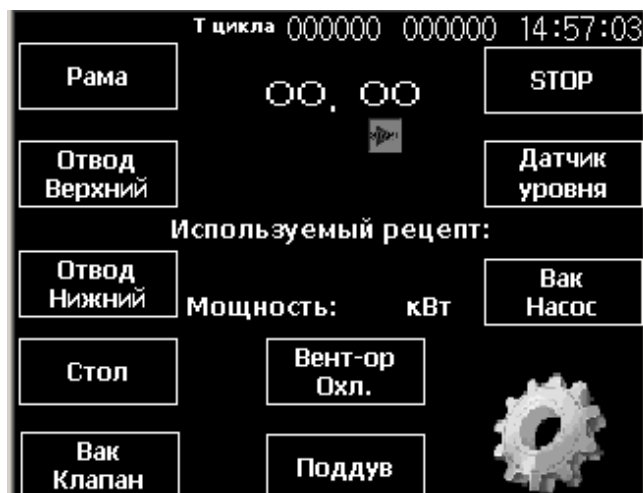 Т цикла 000000 000000 14:57:03
Рама
00. 00
STOP
Отвод
Верхний
Датчик
уровня
Используемый рецепт:
Отвод
Нижний
Мощность: кВт
Вак
Насос
Стол
Вент-ор
Охл.
Вак
Клапан
Поддув